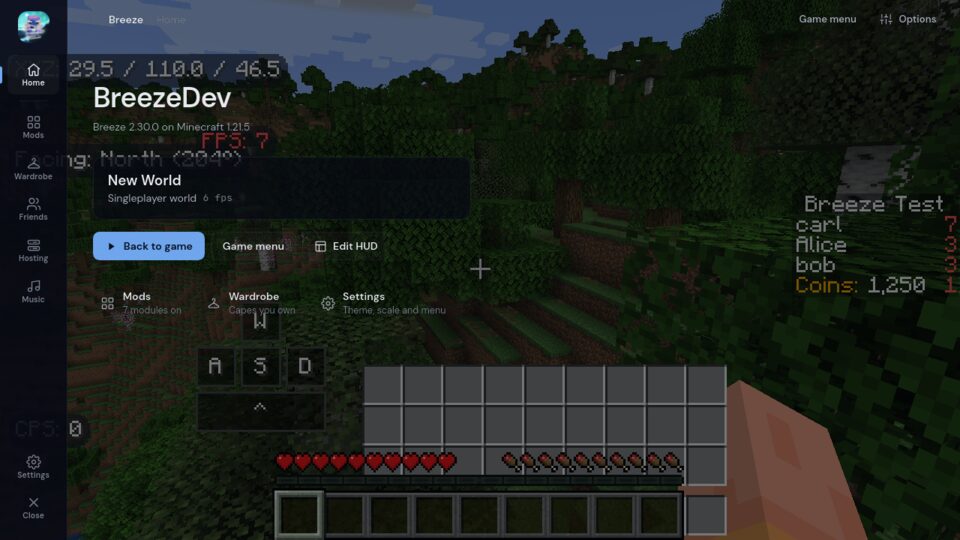 Breeze Home
Game menu
Options
29.5 / 110.0 / 46.5
Home
BreezeDev
Breeze 2.30.0 on Minecraft 1.21.5
FPS: 7
Mods
Facing: North (204°)
Wardrobe
New World
Singleplayer world 6 fps
Friends
Breeze Test
carl 7
Alice 3
bob 3
Coins: 1,250 1
Hosting
Back to game
Game menu
Edit HUD
Music
Mods
7 modules on
Wardrobe
Capes you own
Settings
Theme, scale and menu
W
A S D
^
CPS: 0
Settings
Close